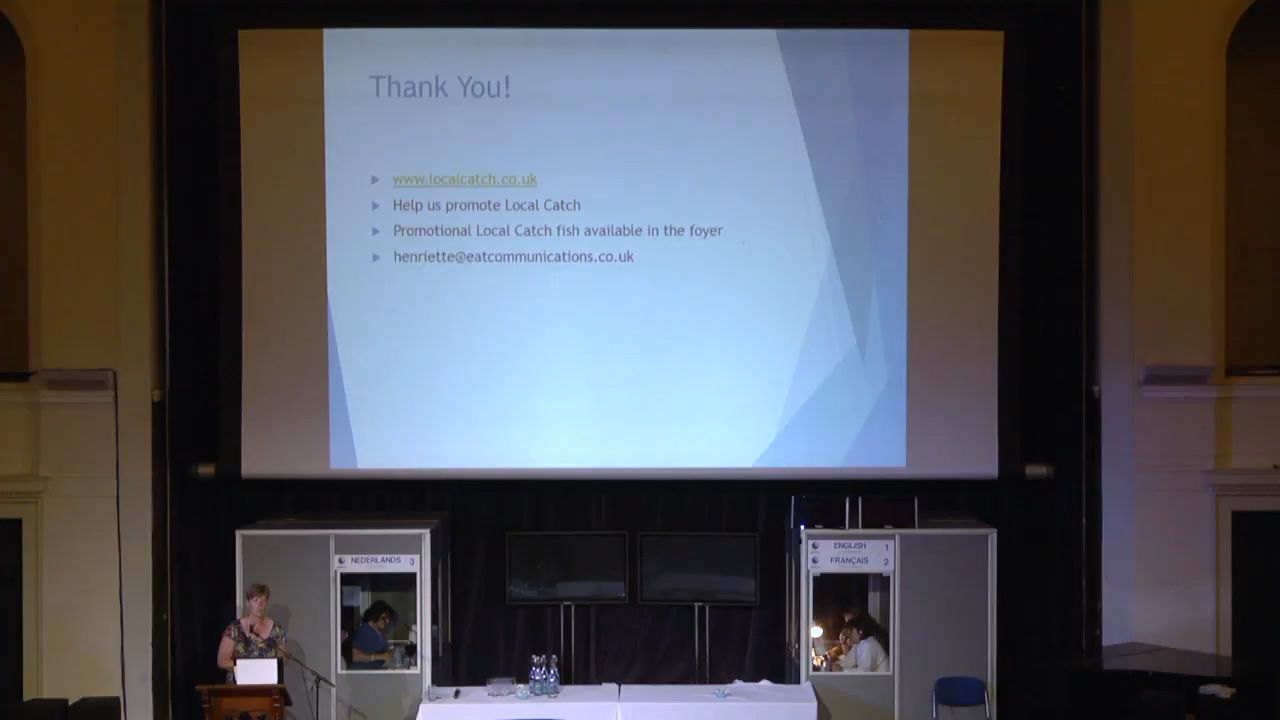 Thank You!
www.localcatch.co.uk
Help us promote Local Catch
Promotional Local Catch fish available in the foyer
henriette@eatcommunications.co.uk
NEDERLANDS 3
ENGLISH 1
FRANÇAIS 2